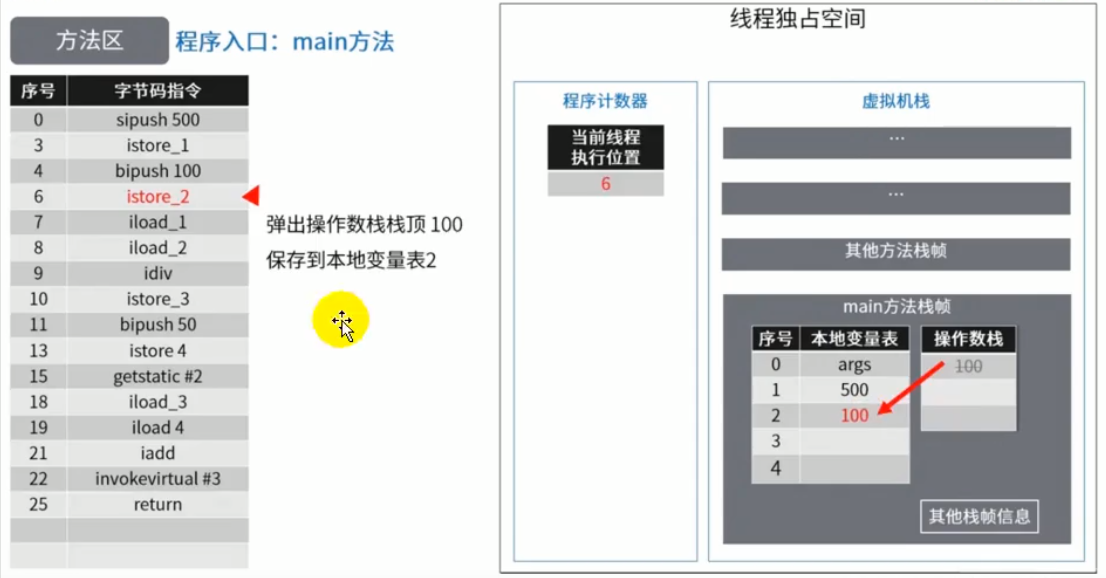 方法区
程序入口：main方法
序号 字节码指令
0 sipush 500
3 istore_1
4 bipush 100
6 istore_2
7 iload_1
8 iload_2
9 idiv
10 istore_3
11 bipush 50
13 istore 4
15 getstatic #2
18 iload_3
19 iload 4
21 iadd
22 invokevirtual #3
25 return
弹出操作数栈栈顶 100
保存到本地变量表2
线程独占空间
程序计数器
当前线程
执行位置
6
虚拟机栈
...
...
其他方法栈帧
main方法栈帧
序号 本地变量表
0 args
1 500
2 100
3
4
操作数栈
100
其他栈帧信息